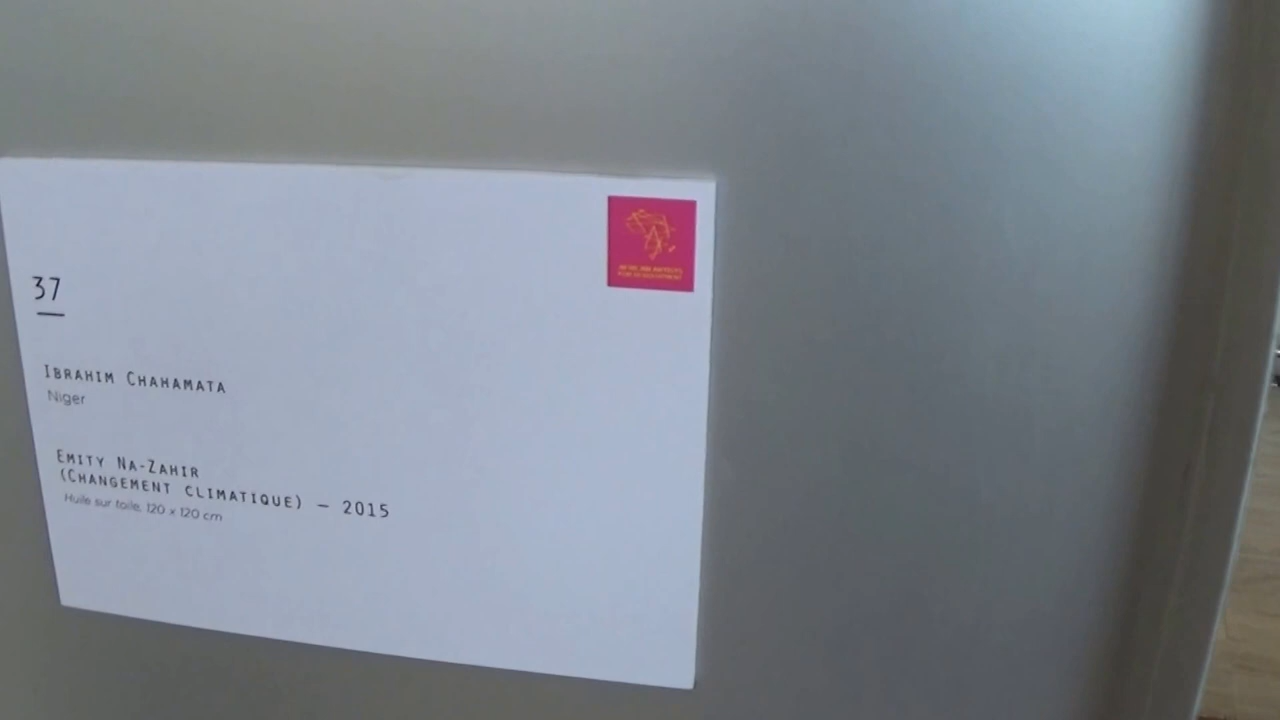 37
Ibrahim Chahamata
Niger
Emity Na-Zahir
(Changement climatique) – 2015
Huile sur toile, 120 x 120 cm